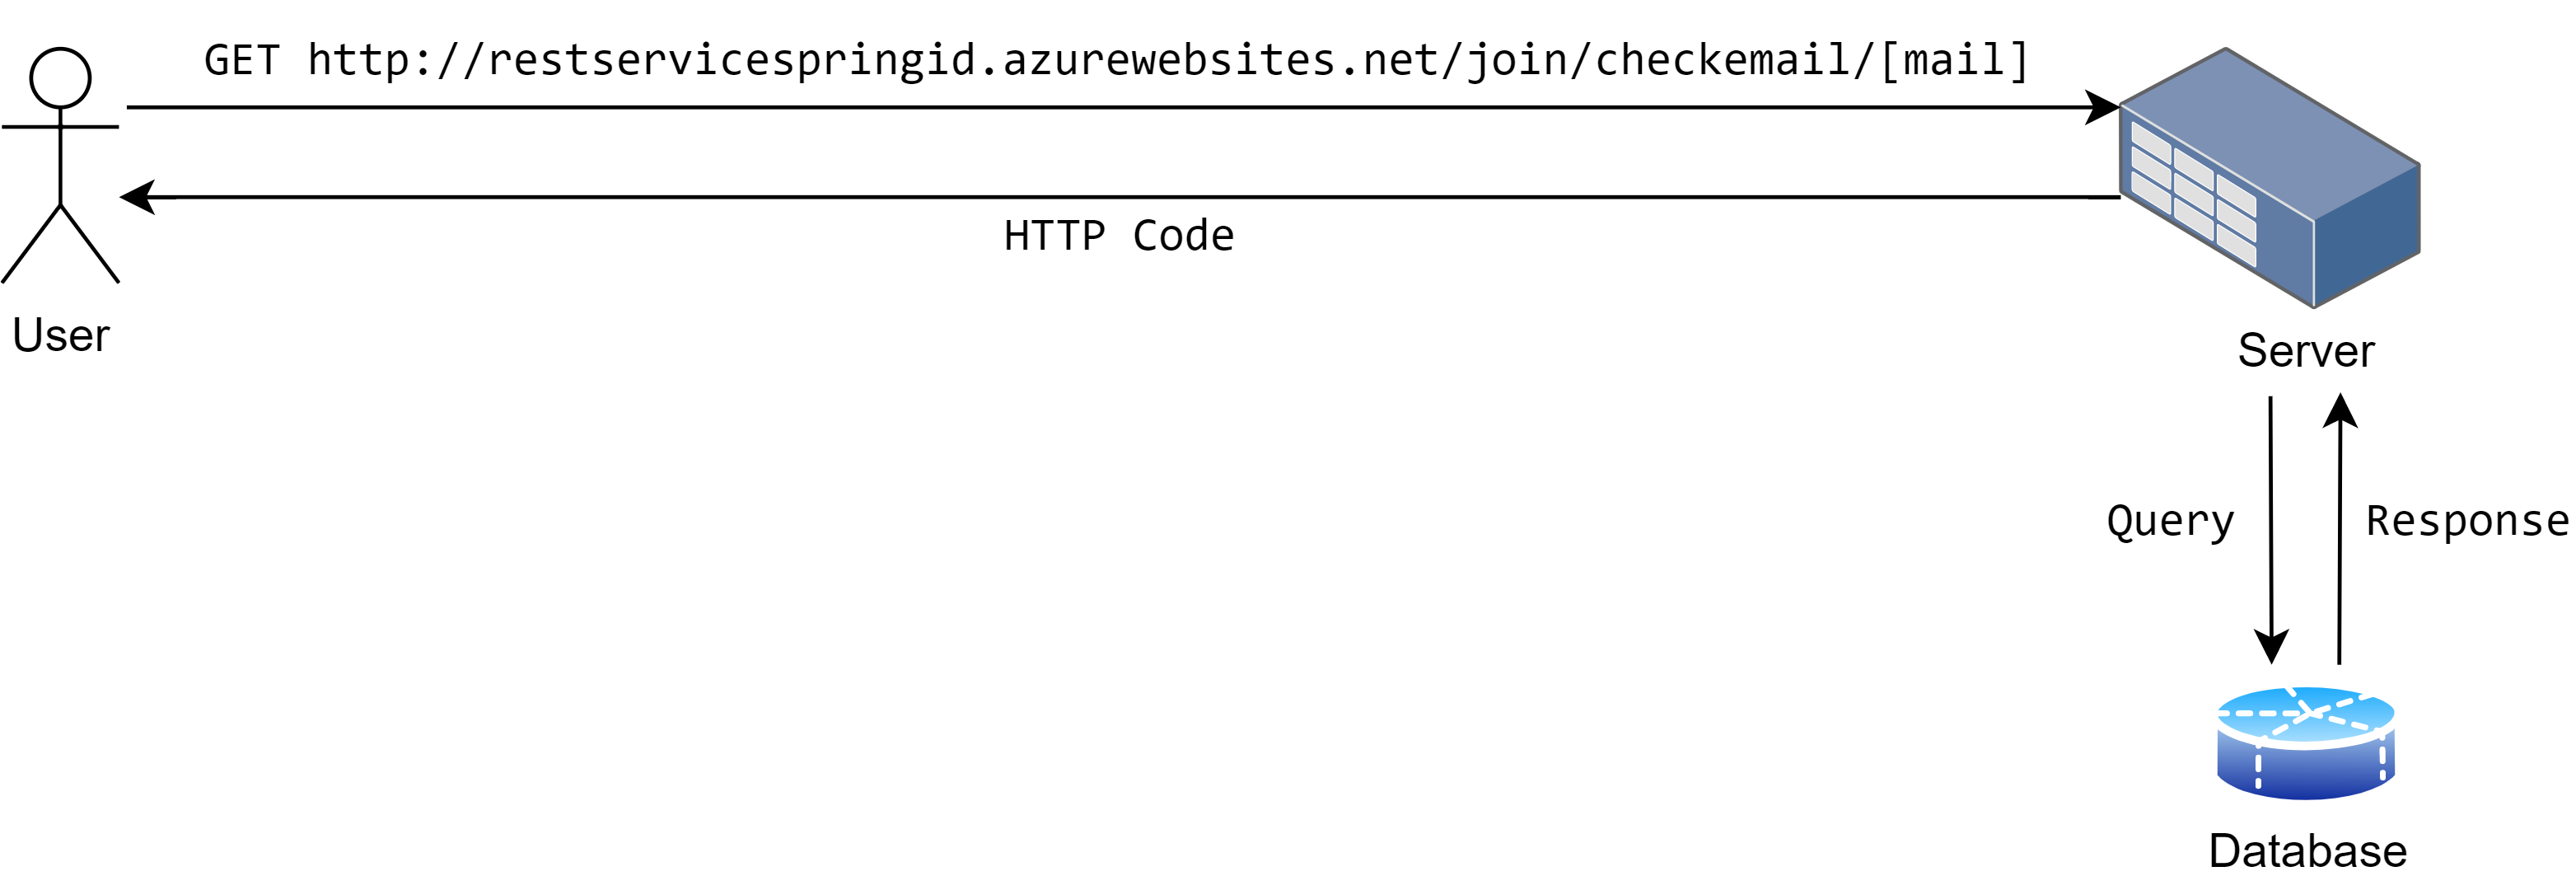 GET http://restservicespringid.azurewebsites.net/join/checkemail/[mail]
HTTP Code
User
Server
Query
Response
Database